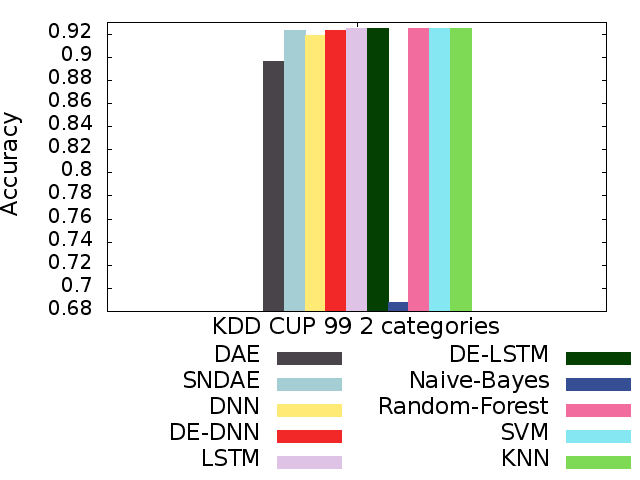 Accuracy
0.92
0.9
0.88
0.86
0.84
0.82
0.8
0.78
0.76
0.74
0.72
0.7
0.68
KDD CUP 99 2 categories
DAE
SNDAE
DNN
DE-DNN
LSTM
DE-LSTM
Naive-Bayes
Random-Forest
SVM
KNN